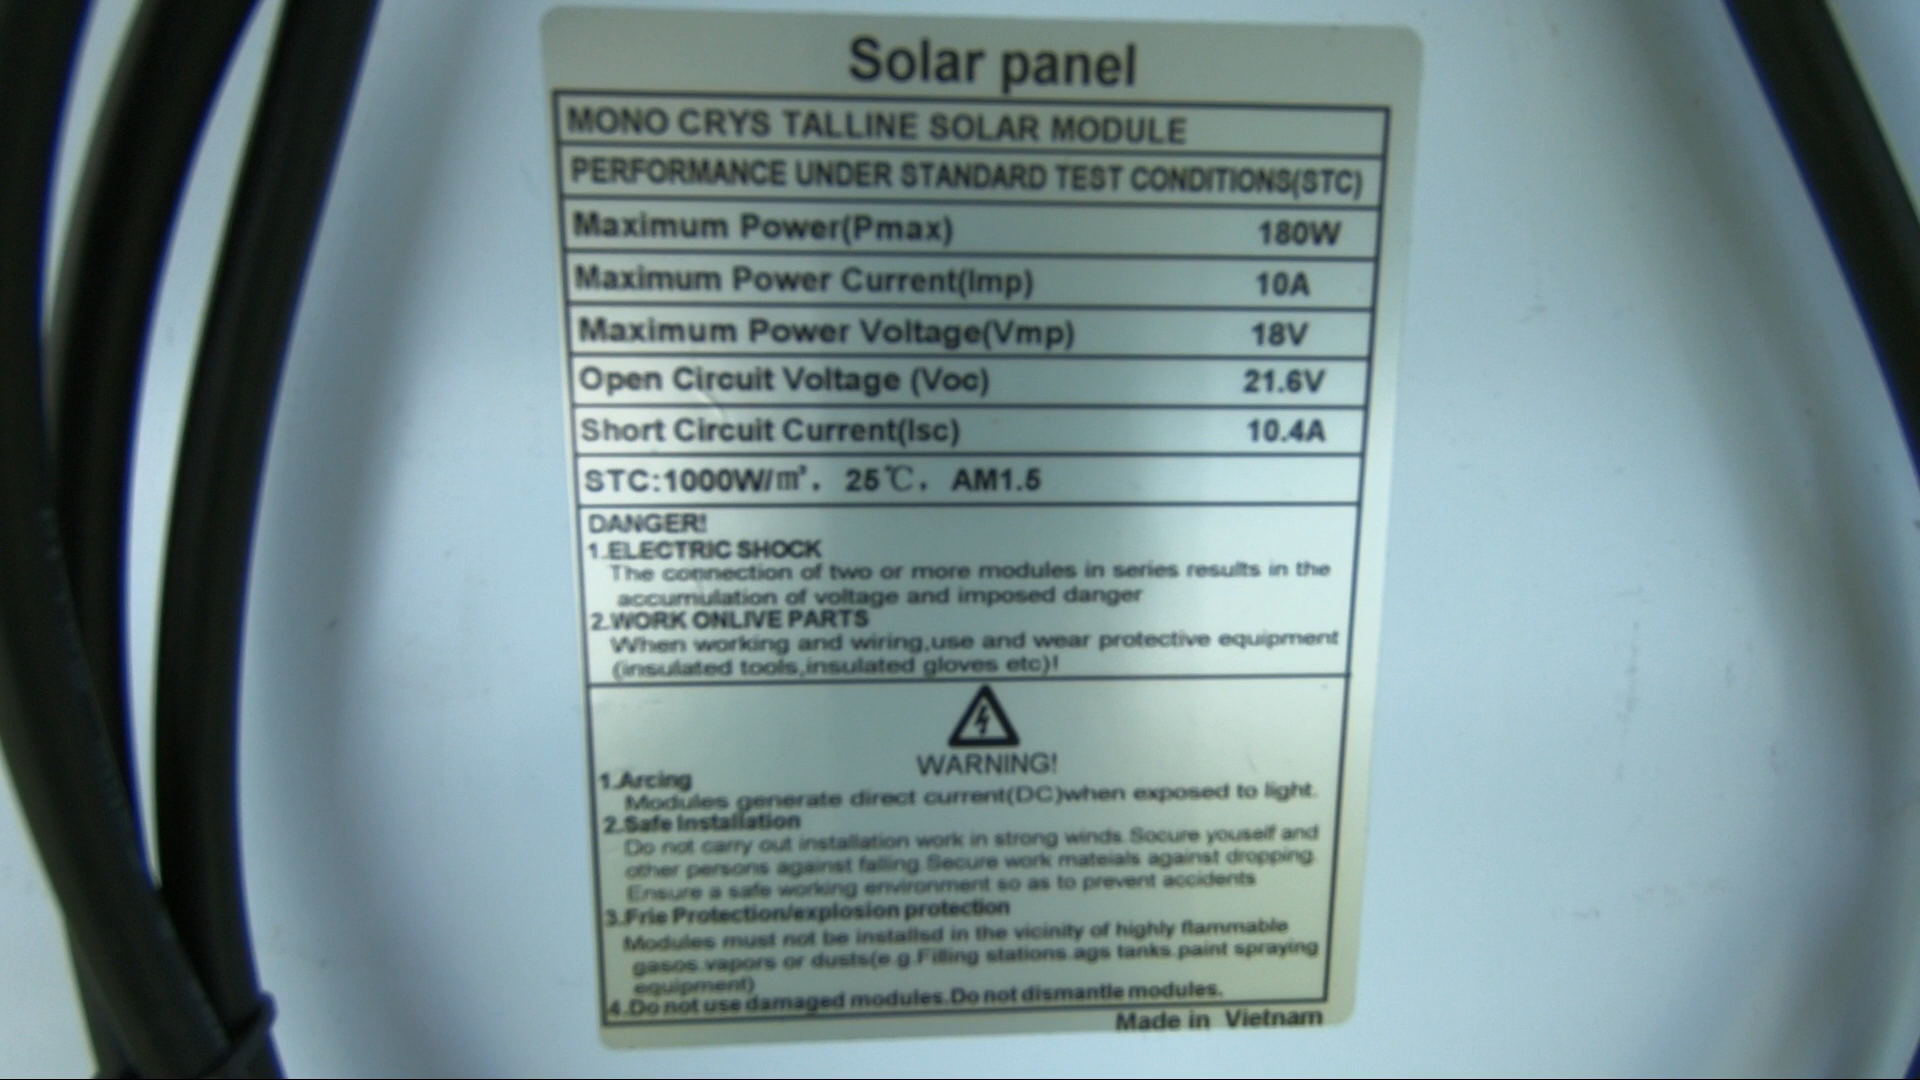 Solar panel
MONO CRYS TALLINE SOLAR MODULE
PERFORMANCE UNDER STANDARD TEST CONDITIONS(STC)
Maximum Power(Pmax) 180W
Maximum Power Current(Imp) 10A
Maximum Power Voltage(Vmp) 18V
Open Circuit Voltage (Voc) 21.6V
Short Circuit Current(Isc) 10.4A
STC:1000W/m³, 25℃, AM1.5
DANGER!
1.ELECTRIC SHOCK
The connection of two or more modules in series results in the
accumulation of voltage and imposed danger
2.WORK ONLIVE PARTS
When working and wiring,use and wear protective equipment
(insulated tools,insulated gloves etc)!
WARNING!
1.Arcing
Modules generate direct current(DC)when exposed to light.
2.Safe Installation
Do not carry out installation work in strong winds.Socure youself and
other persons against falling.Secure work mateials against dropping.
Ensure a safe working environment so as to prevent accidents
3.Frie Protection/explosion protection
Modules must not be installsd in the vicinity of highly flammable
gasos.vapors or dusts(e.g.Filling stations.ags tanks.paint spraying
equipment)
4.Do not use damaged modules.Do not dismantle modules.
Made in Vietnam